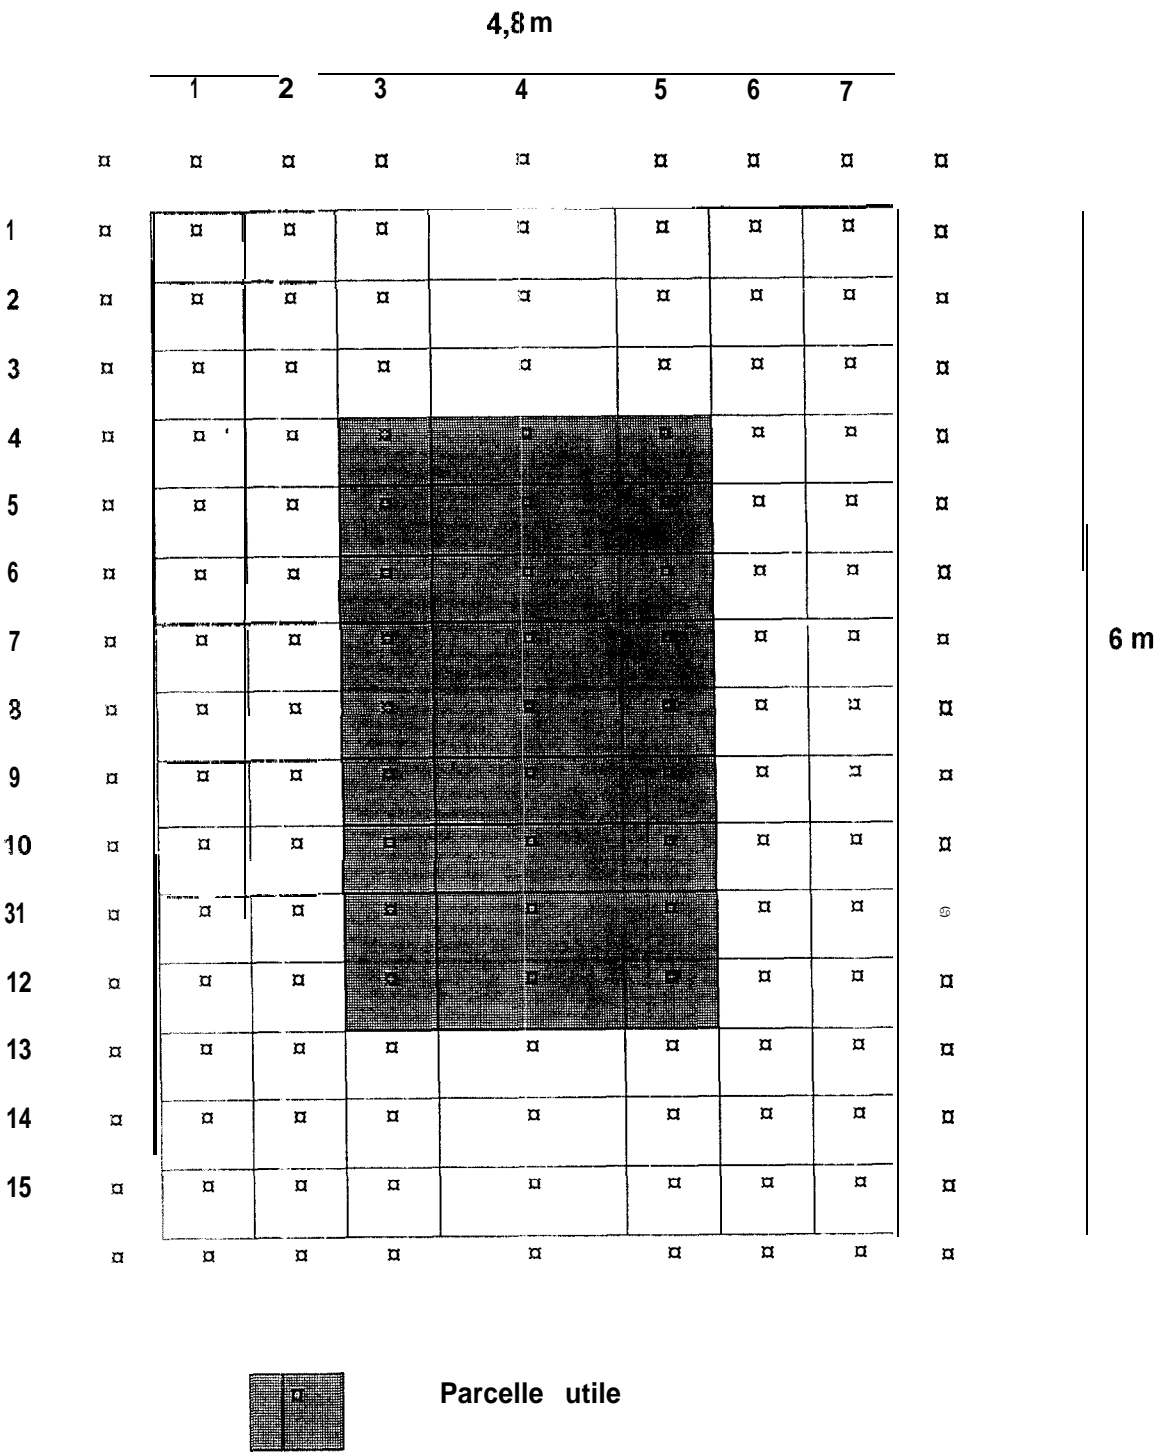 4,8 m
1 2 3 4 5 6 7
¤ ¤ ¤ ¤ ¤ ¤ ¤ ¤ ¤
1 ¤ ¤ ¤ ¤ ¤ ¤ ¤ ¤ ¤
2 ¤ ¤ ¤ ¤ ¤ ¤ ¤ ¤ ¤
3 ¤ ¤ ¤ ¤ ¤ ¤ ¤ ¤ ¤
4 ¤ ¤ ¤ ¤ ¤ ¤ ¤ ¤ ¤
5 ¤ ¤ ¤ ¤ ¤ ¤ ¤ ¤ ¤
6 ¤ ¤ ¤ ¤ ¤ ¤ ¤ ¤ ¤
7 ¤ ¤ ¤ ¤ ¤ ¤ ¤ ¤ ¤ 6 m
8 ¤ ¤ ¤ ¤ ¤ ¤ ¤ ¤ ¤
9 ¤ ¤ ¤ ¤ ¤ ¤ ¤ ¤ ¤
10 ¤ ¤ ¤ ¤ ¤ ¤ ¤ ¤ ¤
31 ¤ ¤ ¤ ¤ ¤ ¤ ¤ ¤
12 ¤ ¤ ¤ ¤ ¤ ¤ ¤ ¤ ¤
13 ¤ ¤ ¤ ¤ ¤ ¤ ¤ ¤ ¤
14 ¤ ¤ ¤ ¤ ¤ ¤ ¤ ¤ ¤
15 ¤ ¤ ¤ ¤ ¤ ¤ ¤ ¤ ¤
¤ ¤ ¤ ¤ ¤ ¤ ¤ ¤ ¤
¤ Parcelle utile